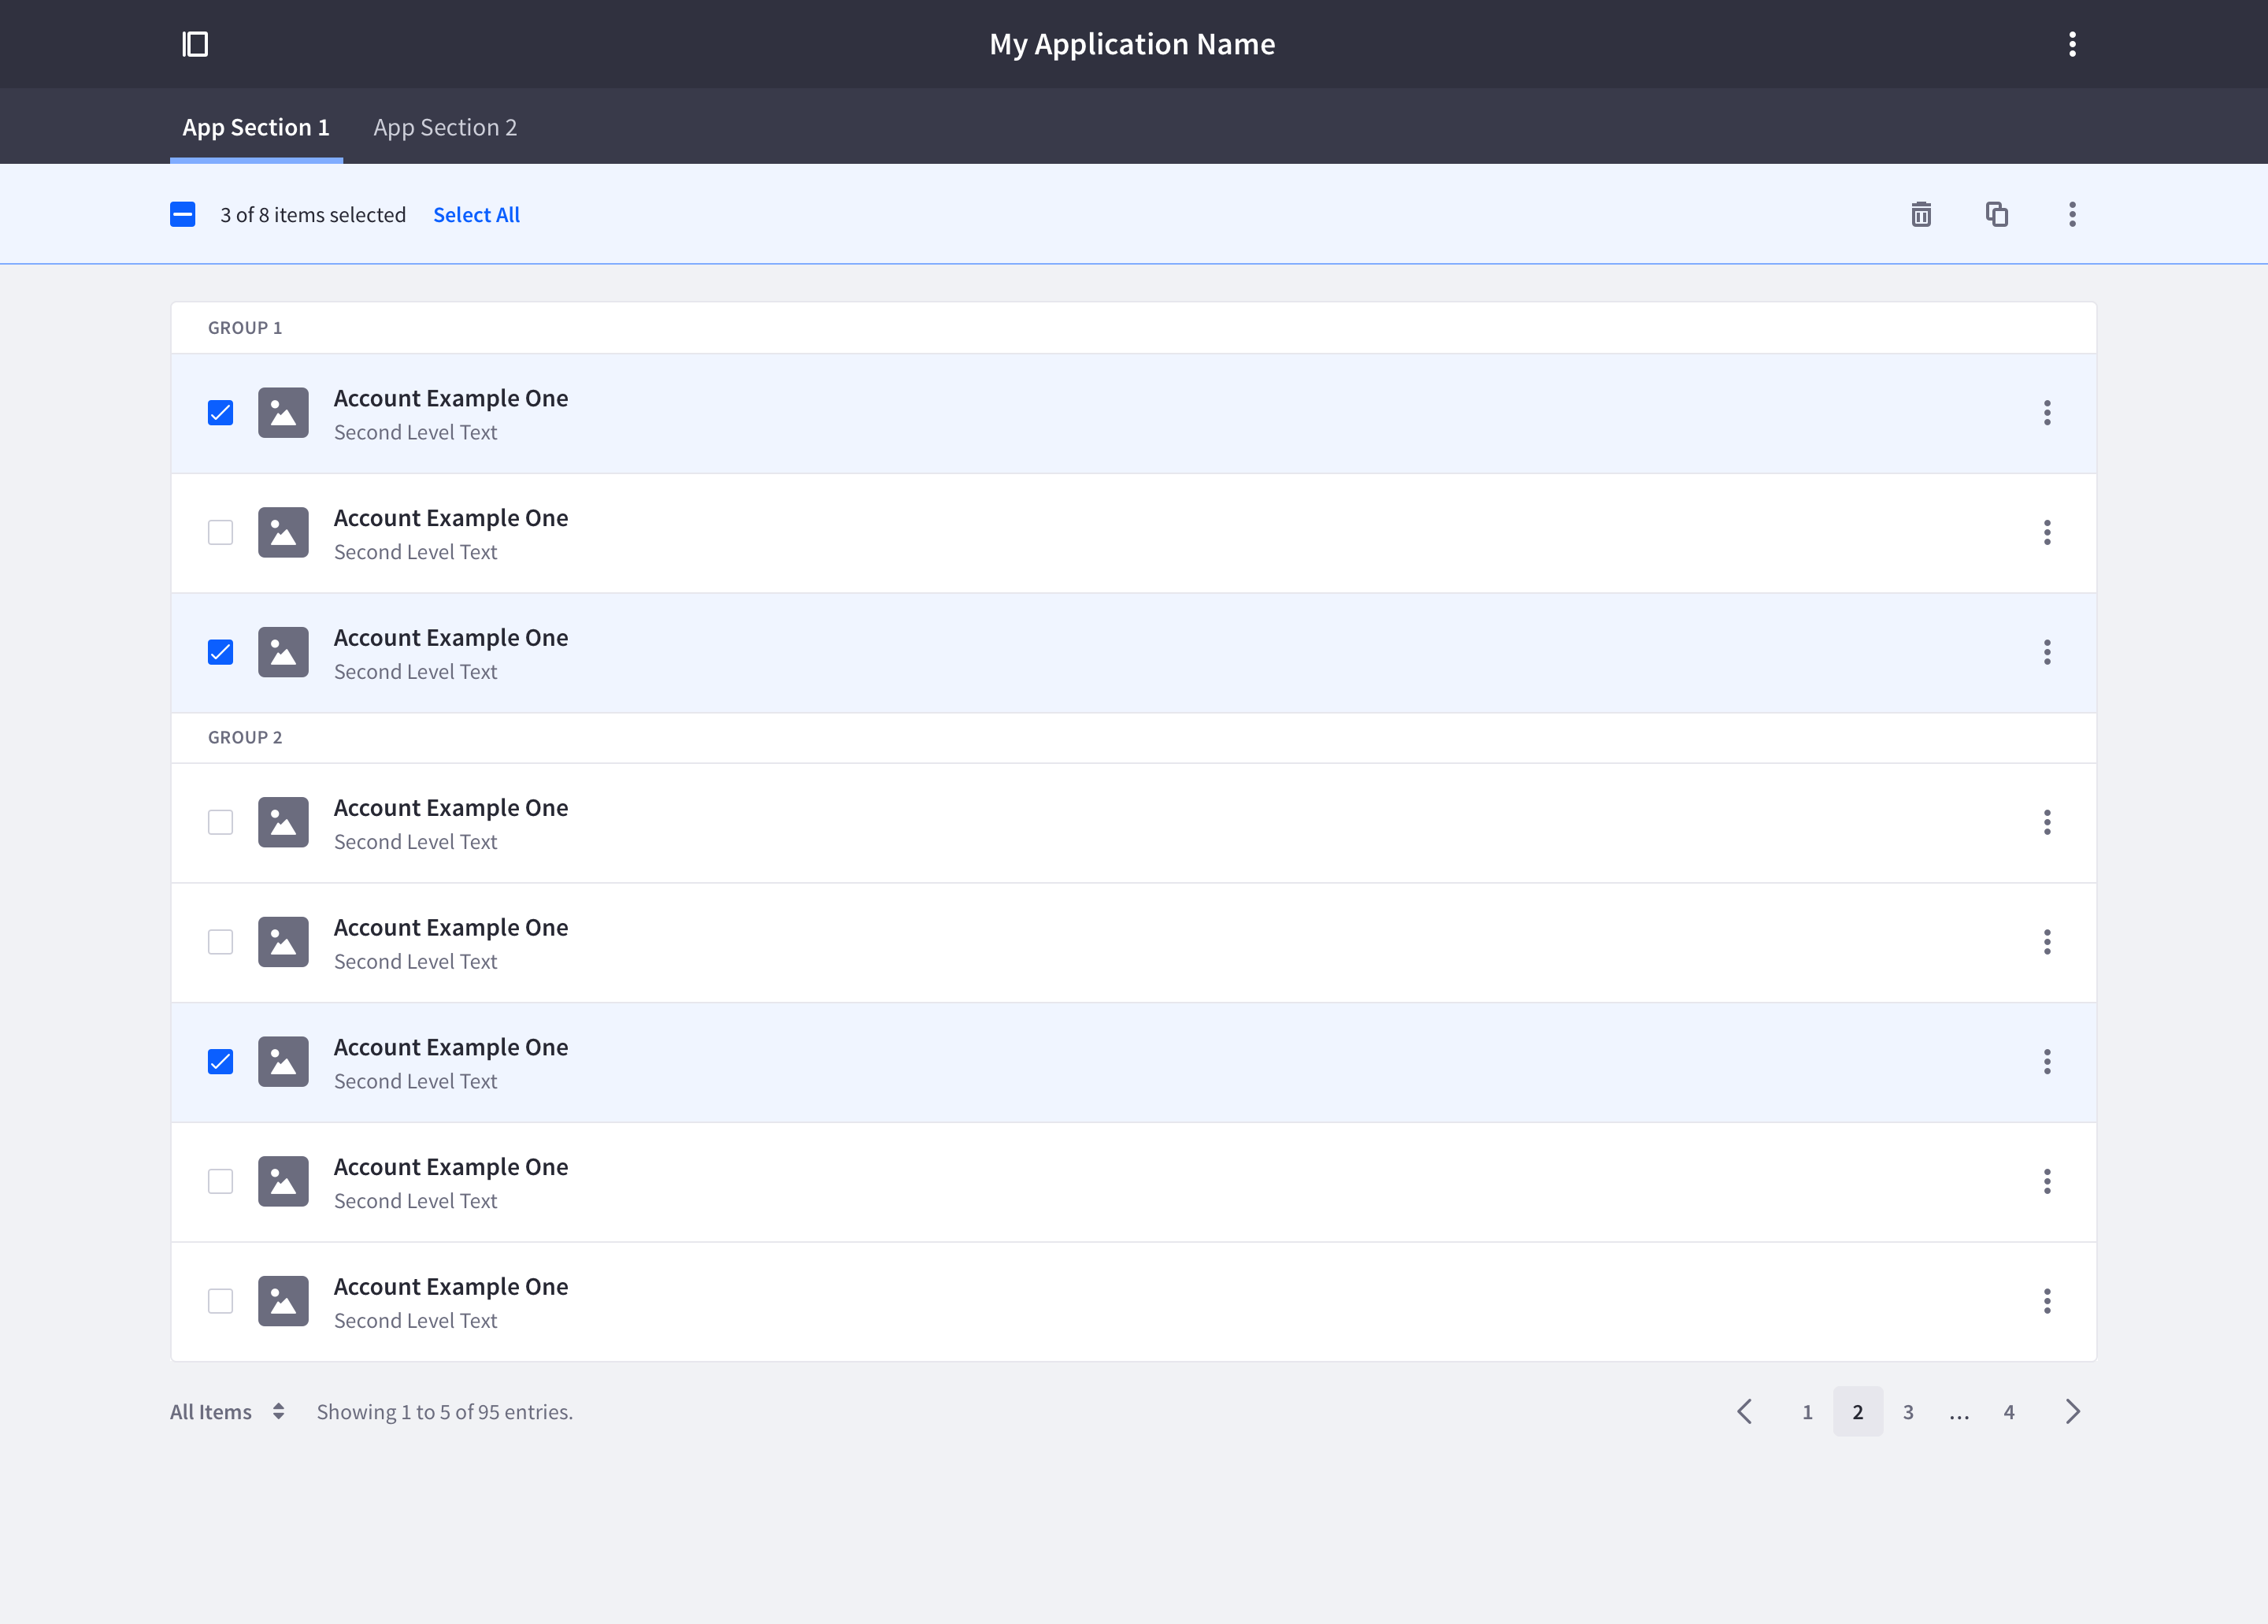 My Application Name
App Section 1 App Section 2
3 of 8 items selected Select All
GROUP 1
Account Example One
Second Level Text
Account Example One
Second Level Text
Account Example One
Second Level Text
GROUP 2
Account Example One
Second Level Text
Account Example One
Second Level Text
Account Example One
Second Level Text
Account Example One
Second Level Text
Account Example One
Second Level Text
All Items Showing 1 to 5 of 95 entries. 1 2 3 ... 4